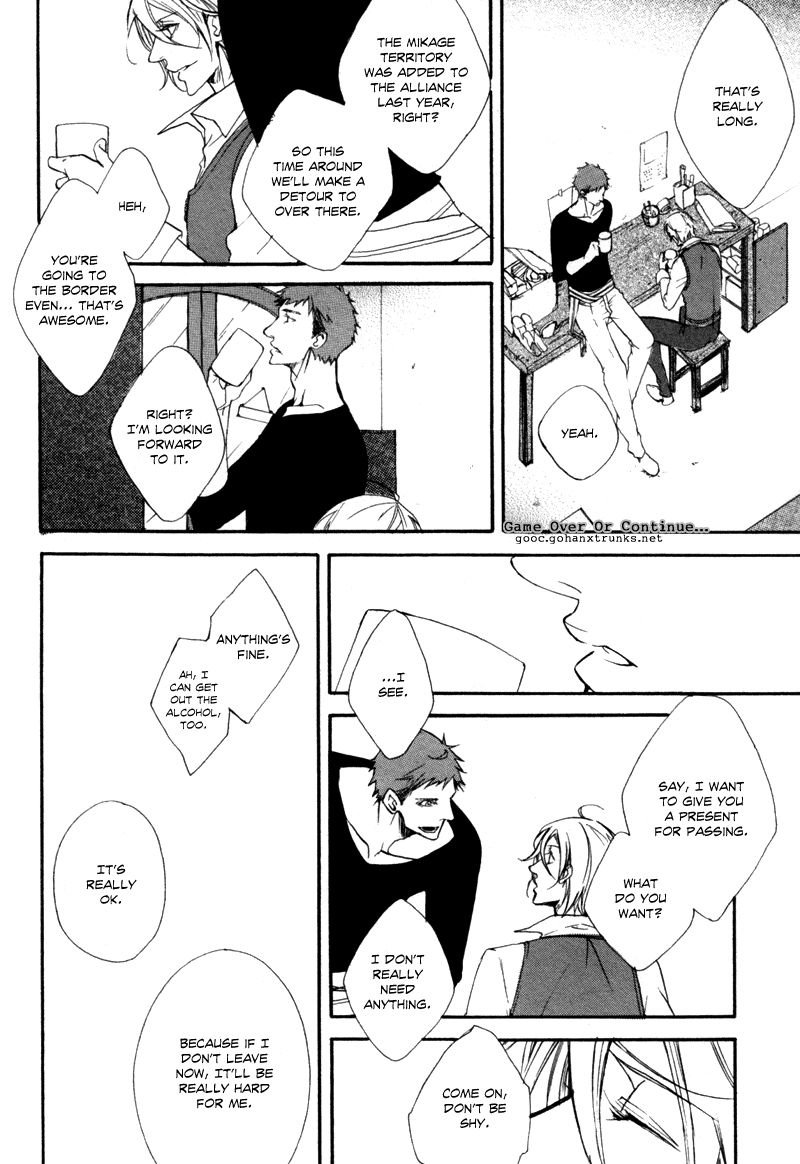 THAT'S
REALLY
LONG.
YEAH.
THE MIKAGE
TERRITORY
WAS ADDED TO
THE ALLIANCE
LAST YEAR,
RIGHT?
SO THIS
TIME AROUND
WE'LL MAKE A
DETOUR TO
OVER THERE.
HEH,
YOU'RE
GOING TO
THE BORDER
EVEN... THAT'S
AWESOME.
RIGHT?
I'M LOOKING
FORWARD
TO IT.
Game Over Or Continue...
gooc.gohanxtrunks.net
...I
SEE.
SAY, I WANT
TO GIVE YOU
A PRESENT
FOR PASSING.
WHAT
DO YOU
WANT?
I DON'T
REALLY
NEED
ANYTHING.
COME ON,
DON'T BE
SHY.
ANYTHING'S
FINE.
AH, I
CAN GET
OUT THE
ALCOHOL,
TOO.
IT'S
REALLY
OK.
BECAUSE IF I
DON'T LEAVE
NOW, IT'LL BE
REALLY HARD
FOR ME.